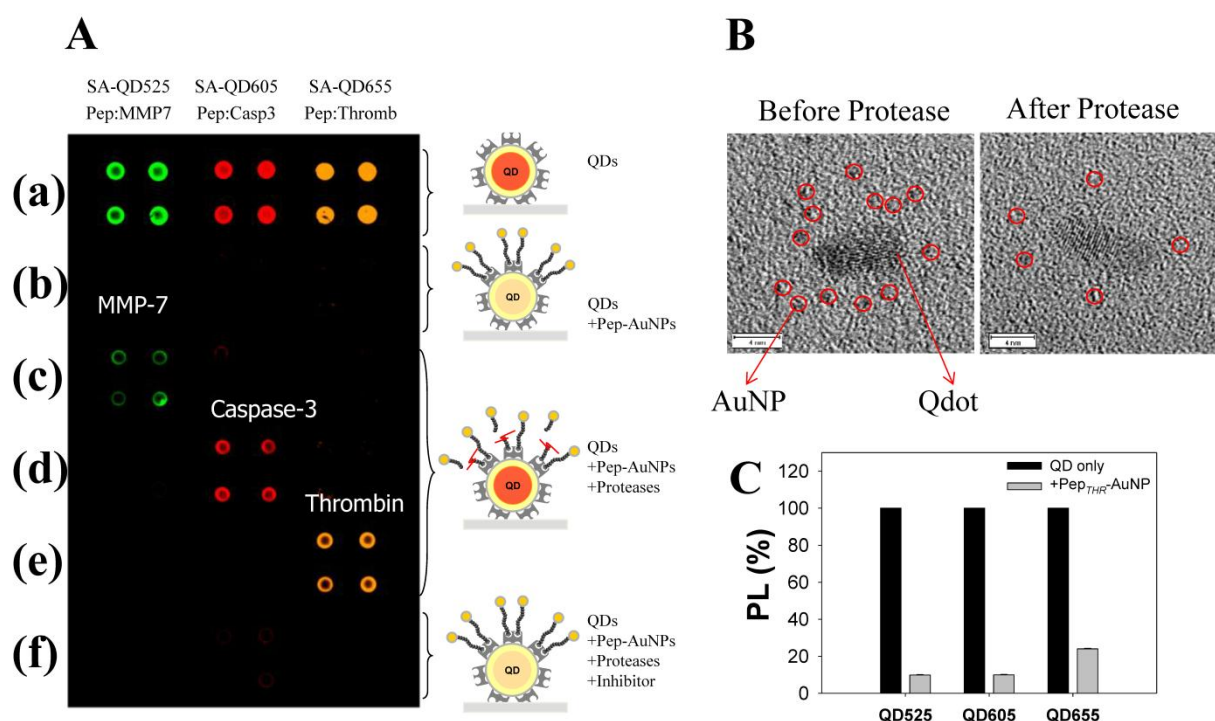 A
SA-QD525 SA-QD605 SA-QD655
Pep:MMP7 Pep:Casp3 Pep:Thromb
(a)
QD
QDs
(b)
QD
QDs
+Pep-AuNPs
MMP-7
(c)
Caspase-3
(d)
QD
QDs
+Pep-AuNPs
+Proteases
Thrombin
(e)
(f)
QD
QDs
+Pep-AuNPs
+Proteases
+Inhibitor
B
Before Protease After Protease
4 nm 4 nm
AuNP Qdot
C
QD only
+PepTHR-AuNP
PL (%)
120
100
80
60
40
20
0
QD525 QD605 QD655